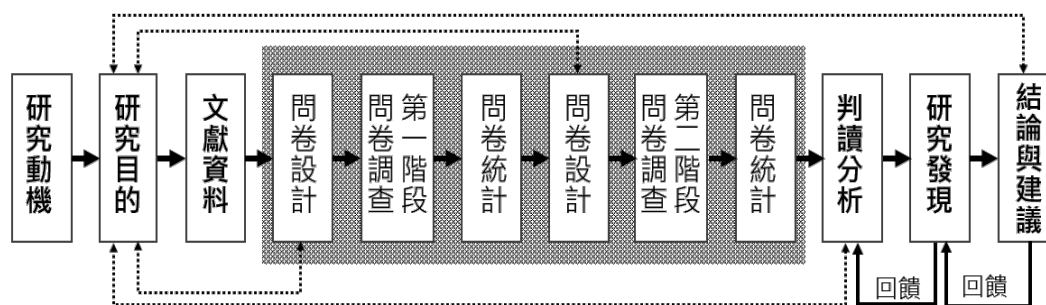 研究動機
研究目的
文獻資料
問卷設計
第一階段
問卷調查
問卷統計
問卷設計
第二階段
問卷調查
問卷統計
判讀分析
研究發現
結論與建議
回饋
回饋